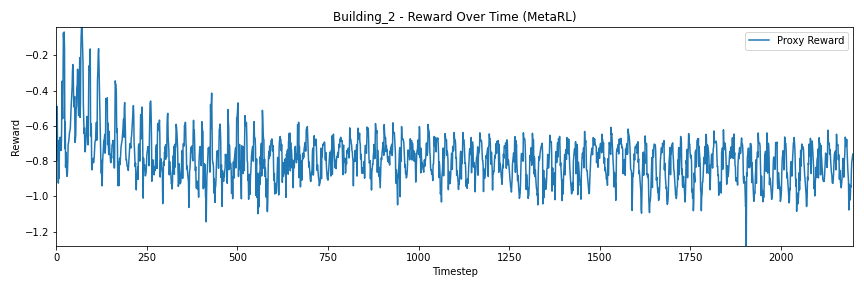 Building_2 - Reward Over Time (MetaRL)
Proxy Reward
Reward
−0.2
−0.4
−0.6
−0.8
−1.0
−1.2
0 250 500 750 1000 1250 1500 1750 2000
Timestep